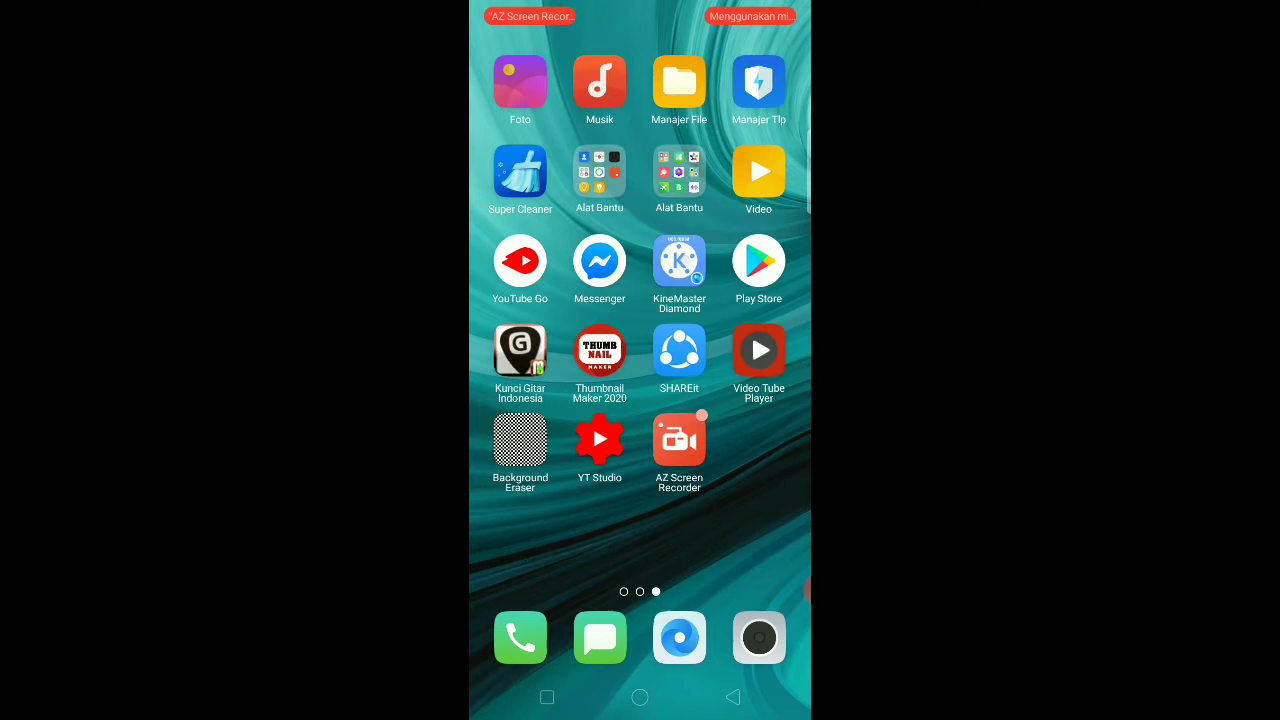 "AZ Screen Recor...
Menggunakan mi...
Foto
Musik
Manajer File
Manajer Tlp
Super Cleaner
Alat Bantu
Alat Bantu
Video
YouTube Go
Messenger
K
KineMaster
Diamond
Play Store
G
Kunci Gitar
Indonesia
THUMB
NAIL
MAKER
Thumbnail
Maker 2020
SHAREit
Video Tube
Player
Background
Eraser
YT Studio
AZ Screen
Recorder